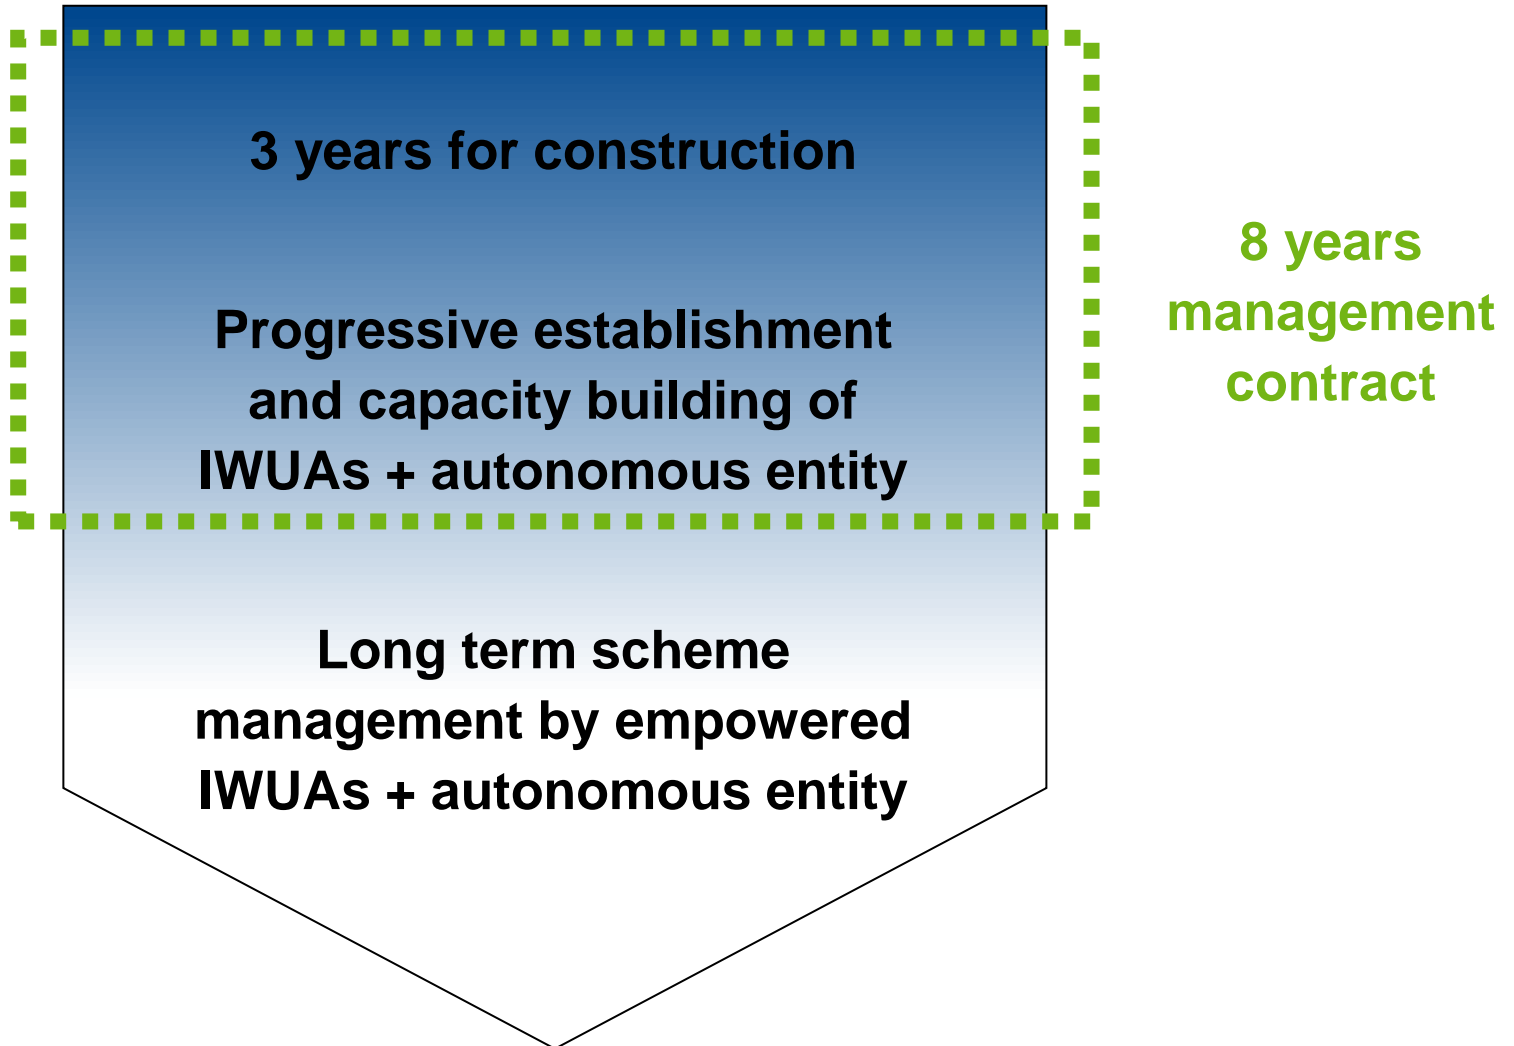 3 years for construction
Progressive establishment
and capacity building of
IWUAs + autonomous entity
Long term scheme
management by empowered
IWUAs + autonomous entity
8 years
management
contract